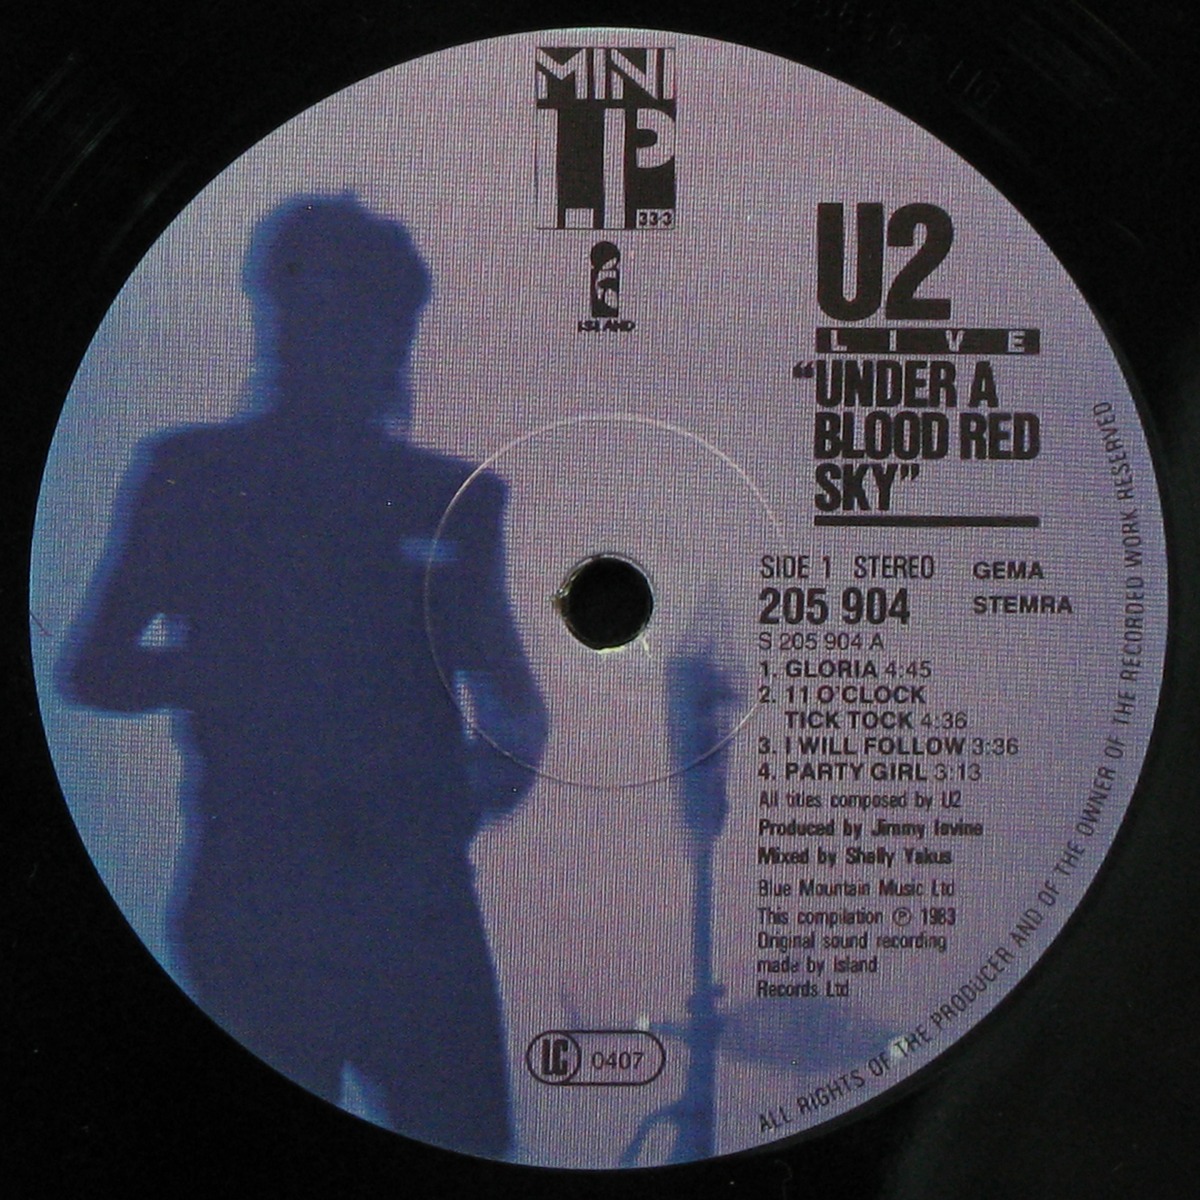 MINI
LP
33⅓
ISLAND
U2
LIVE
“UNDER A
BLOOD RED
SKY”
SIDE 1 STEREO GEMA
205 904 STEMRA
S 205 904 A
1. GLORIA 4:45
2. 11 O'CLOCK
TICK TOCK 4:36
3. I WILL FOLLOW 3:36
4. PARTY GIRL 3:13
All titles composed by U2
Produced by Jimmy Iovine
Mixed by Shelly Yakus
Blue Mountain Music Ltd
This compilation ℗ 1983
Original sound recording
made by Island
Records Ltd
LC 0407
ALL RIGHTS OF THE PRODUCER AND OF THE OWNER OF THE RECORDED WORK RESERVED